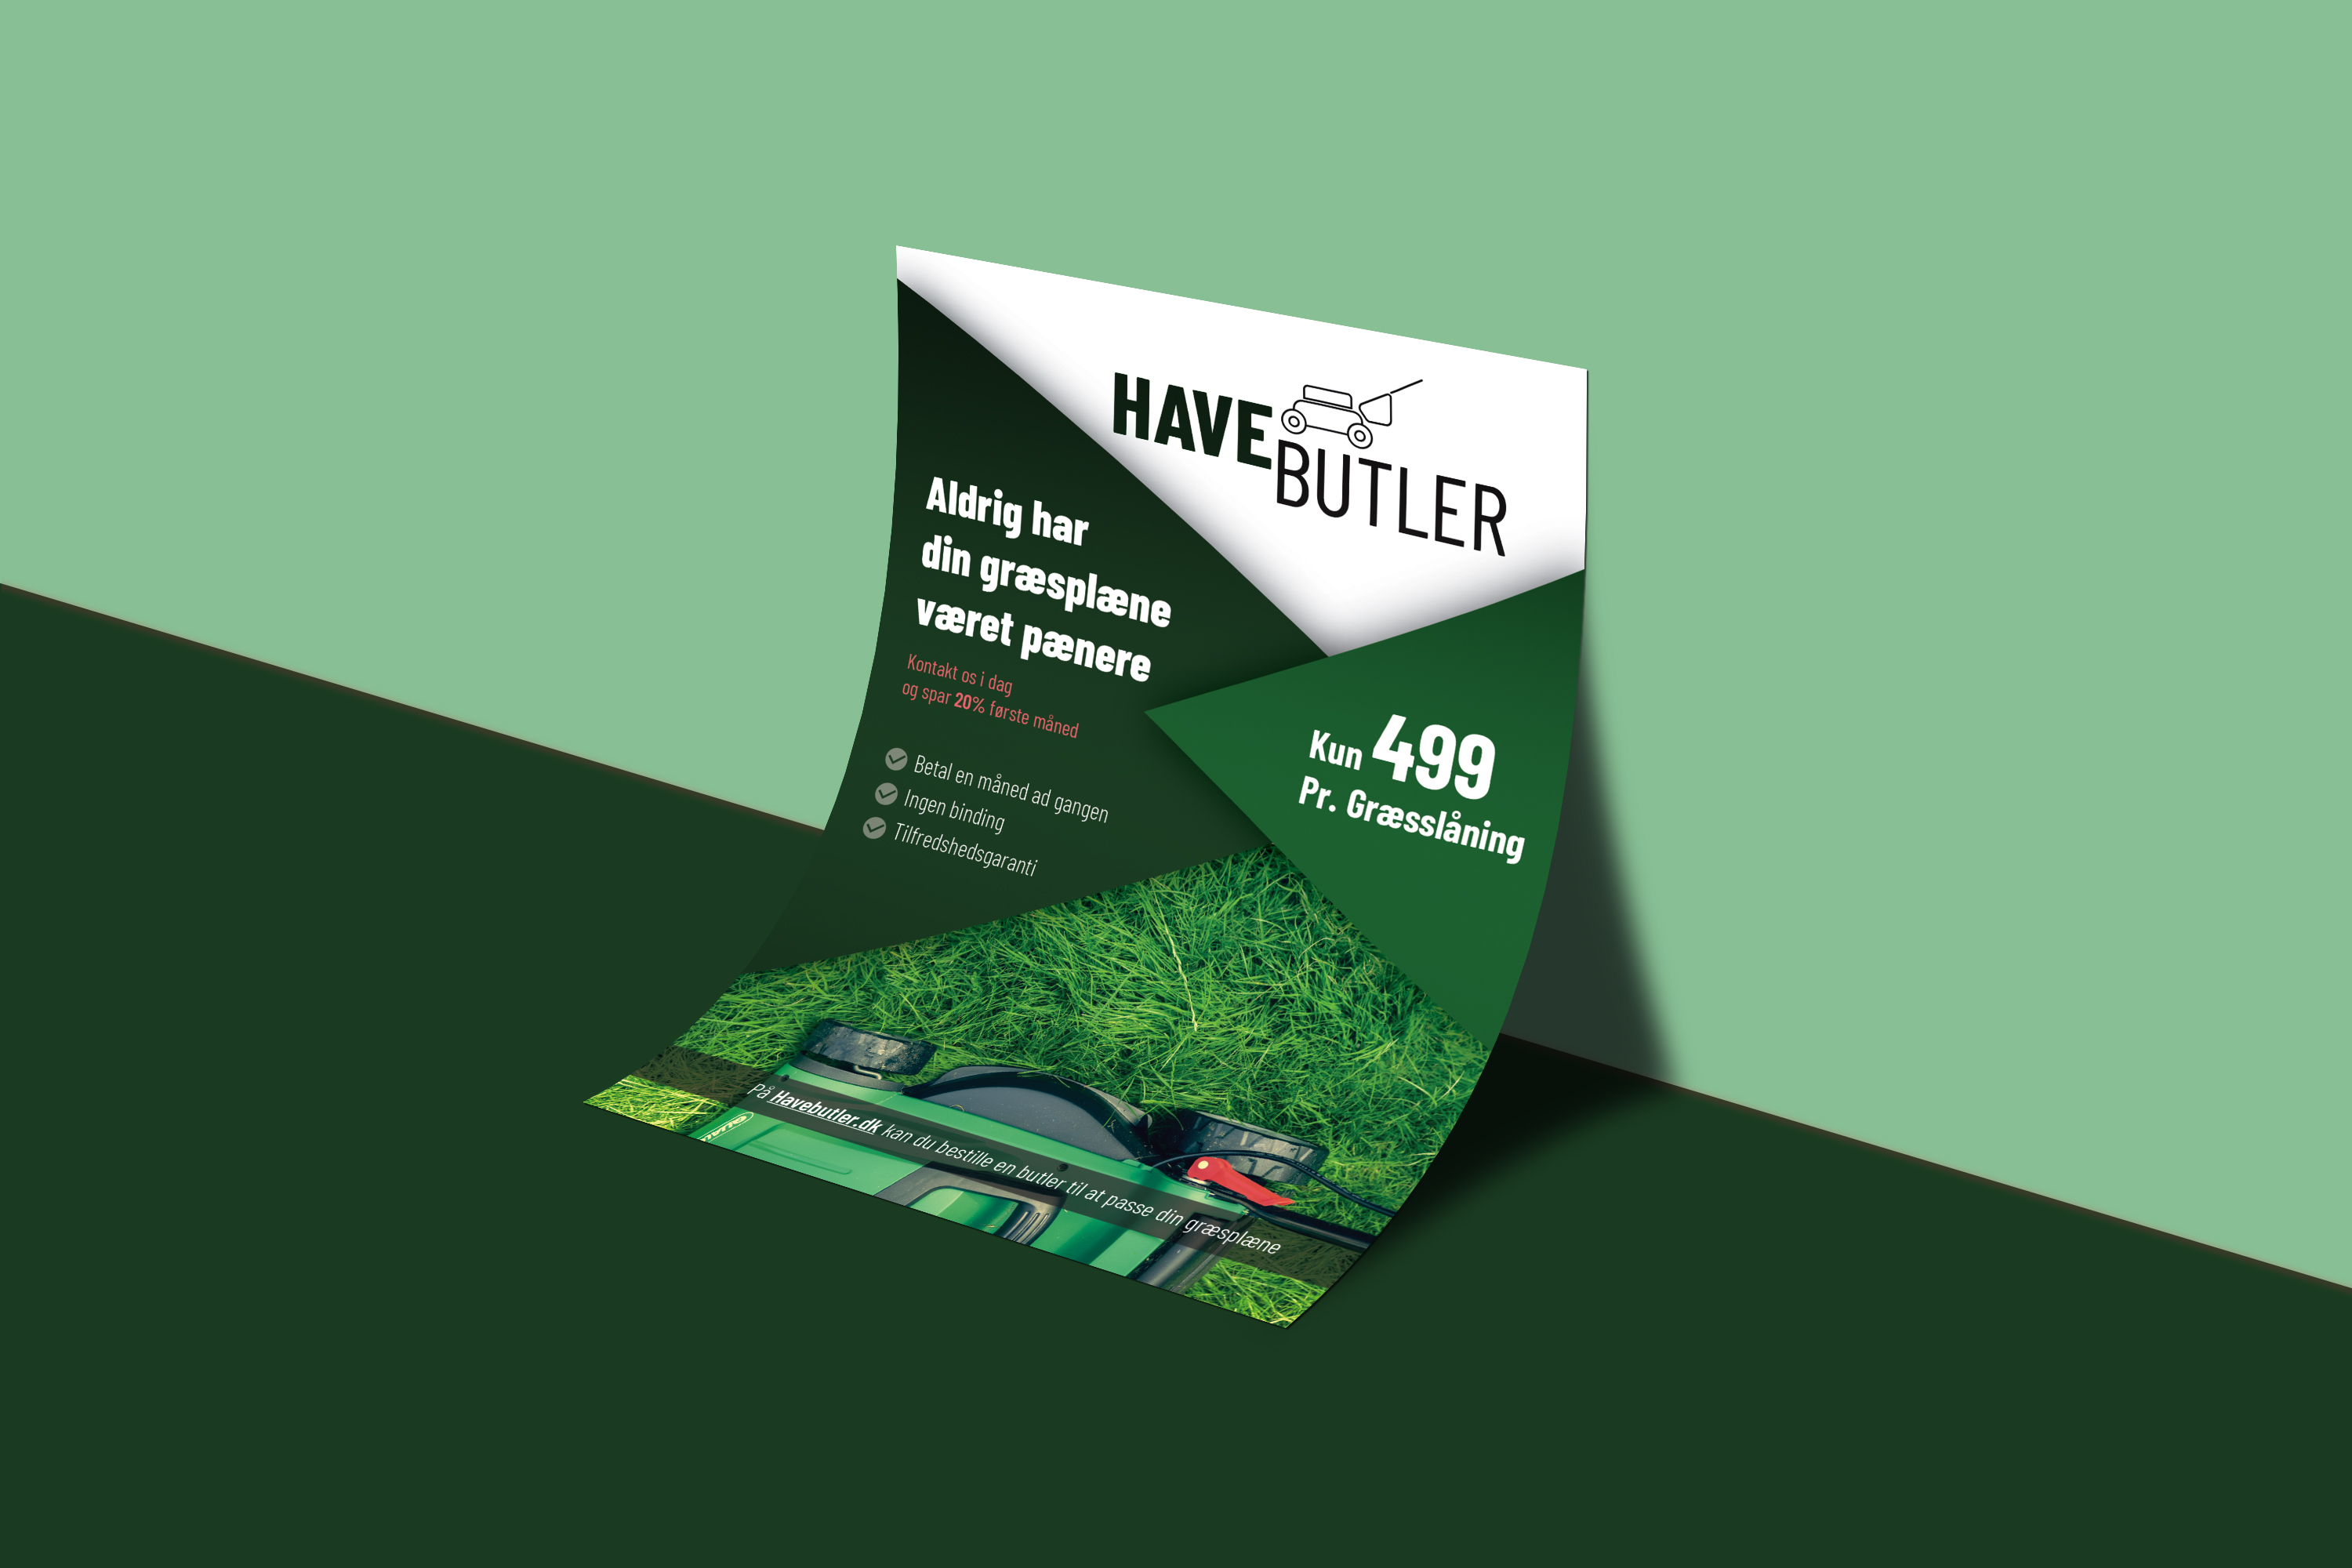 HAVE
BUTLER
Aldrig har
din græsplæne
været pænere
Kontakt os i dag
og spar 20% første måned
Betal en måned ad gangen
Ingen binding
Tilfredshedsgaranti
Kun 499
Pr. Græsslåning
På Havebutler.dk kan du bestille en butler til at passe din græsplæne